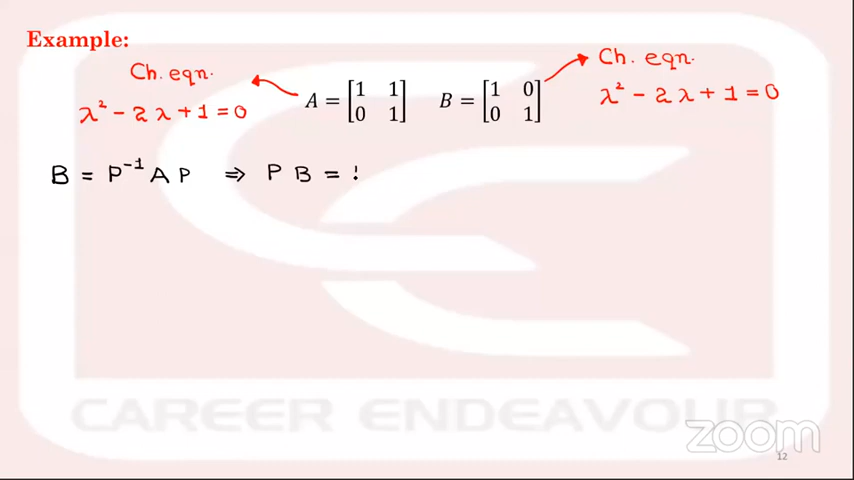 Example:
Ch. eqn.
λ² - 2λ + 1 = 0
A = [1 1; 0 1] B = [1 0; 0 1]
Ch. eqn.
λ² - 2λ + 1 = 0
B = P⁻¹ A P ⇒ P B =
CAREER ENDEAVOUR
zoom
12